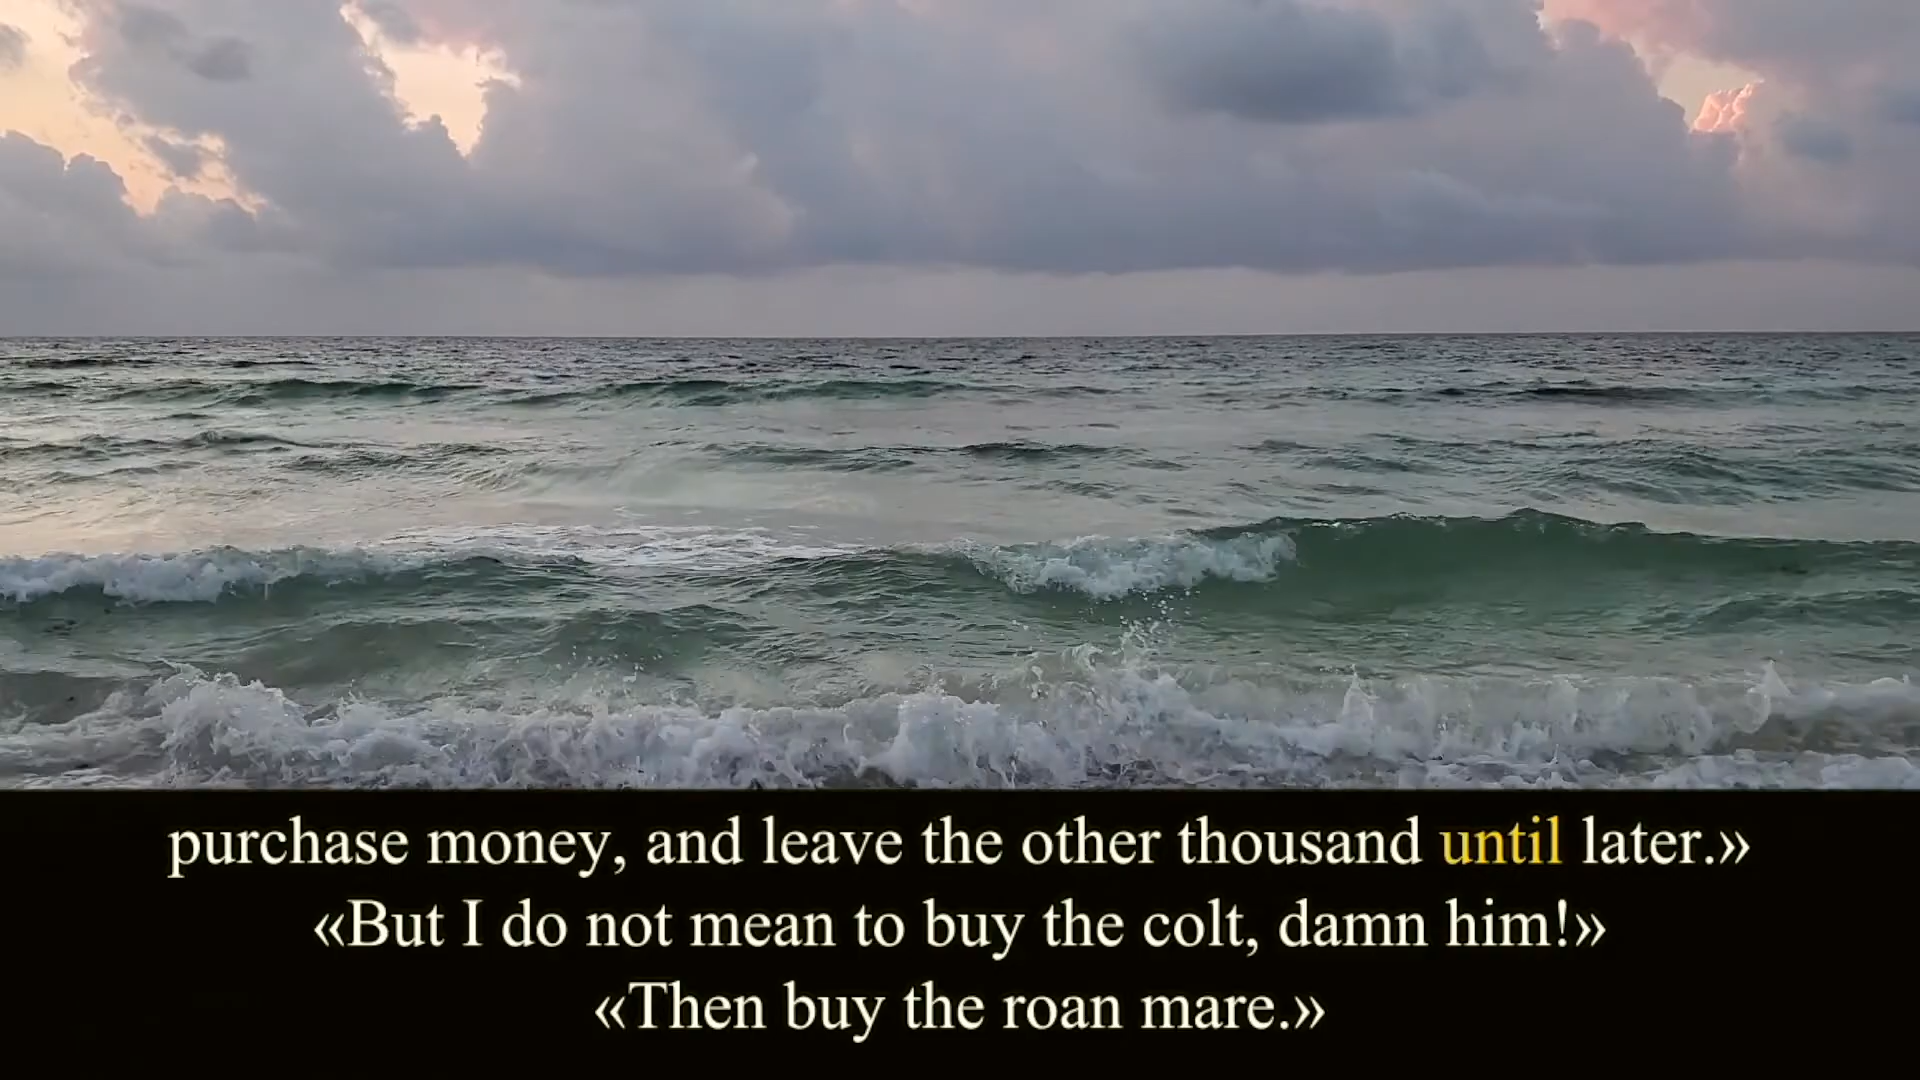 purchase money, and leave the other thousand until later.»
«But I do not mean to buy the colt, damn him!»
«Then buy the roan mare.»